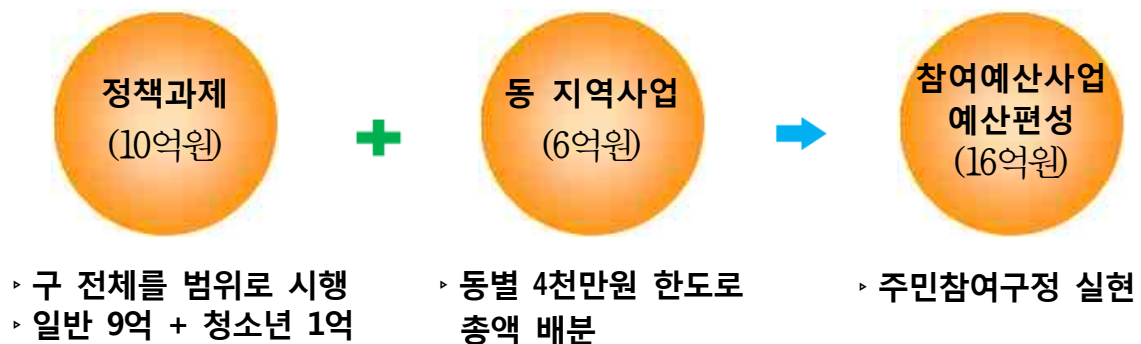 정책과제
(10억원)
동 지역사업
(6억원)
참여예산사업
예산편성
(16억원)
▹ 구 전체를 범위로 시행
▹ 일반 9억 + 청소년 1억
▹ 동별 4천만원 한도로
총액 배분
▹ 주민참여구정 실현